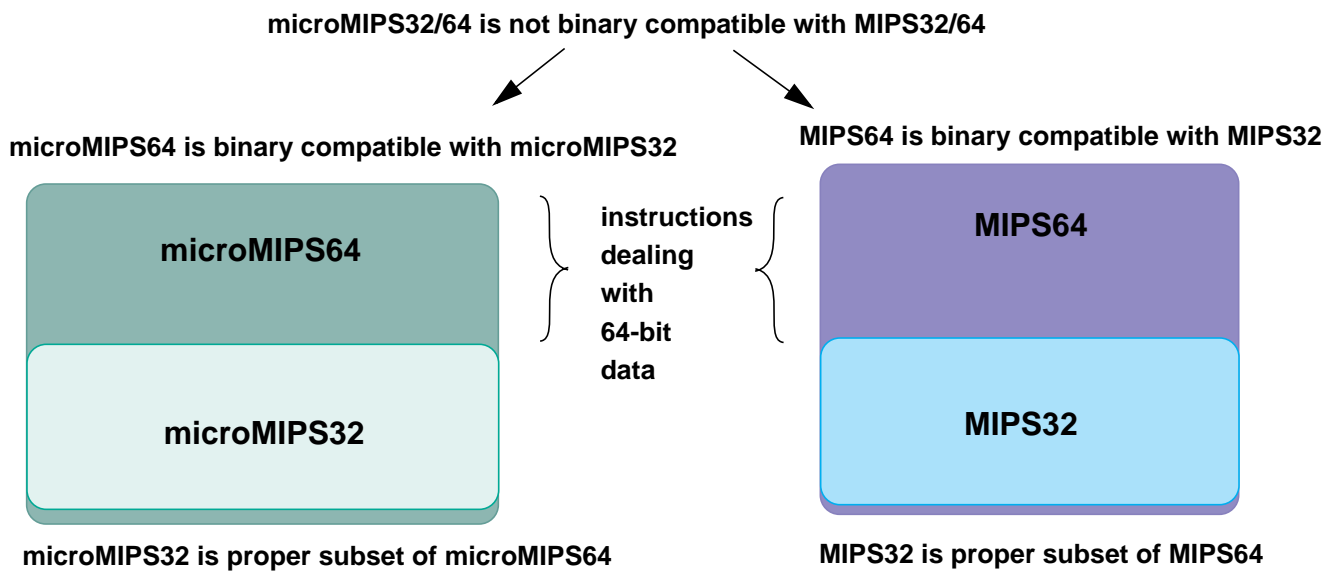 microMIPS32/64 is not binary compatible with MIPS32/64
microMIPS64 is binary compatible with microMIPS32
MIPS64 is binary compatible with MIPS32
microMIPS64
instructions
dealing
with
64-bit
data
MIPS64
microMIPS32
MIPS32
microMIPS32 is proper subset of microMIPS64
MIPS32 is proper subset of MIPS64